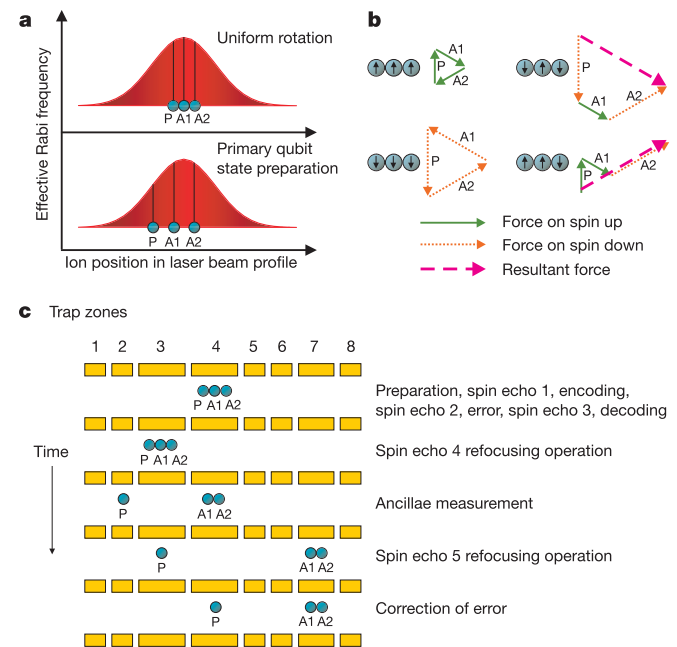 a
Effective Rabi frequency
Uniform rotation
P A1 A2
Primary qubit
state preparation
P A1 A2
Ion position in laser beam profile
b
P A1 A2
P A1 A2
P A1 A2
P A1 A2
Force on spin up
Force on spin down
Resultant force
c Trap zones
1 2 3 4 5 6 7 8
P A1 A2
Preparation, spin echo 1, encoding,
spin echo 2, error, spin echo 3, decoding
Time
P A1 A2
Spin echo 4 refocusing operation
P A1 A2
Ancillae measurement
P A1 A2
Spin echo 5 refocusing operation
P A1 A2
Correction of error